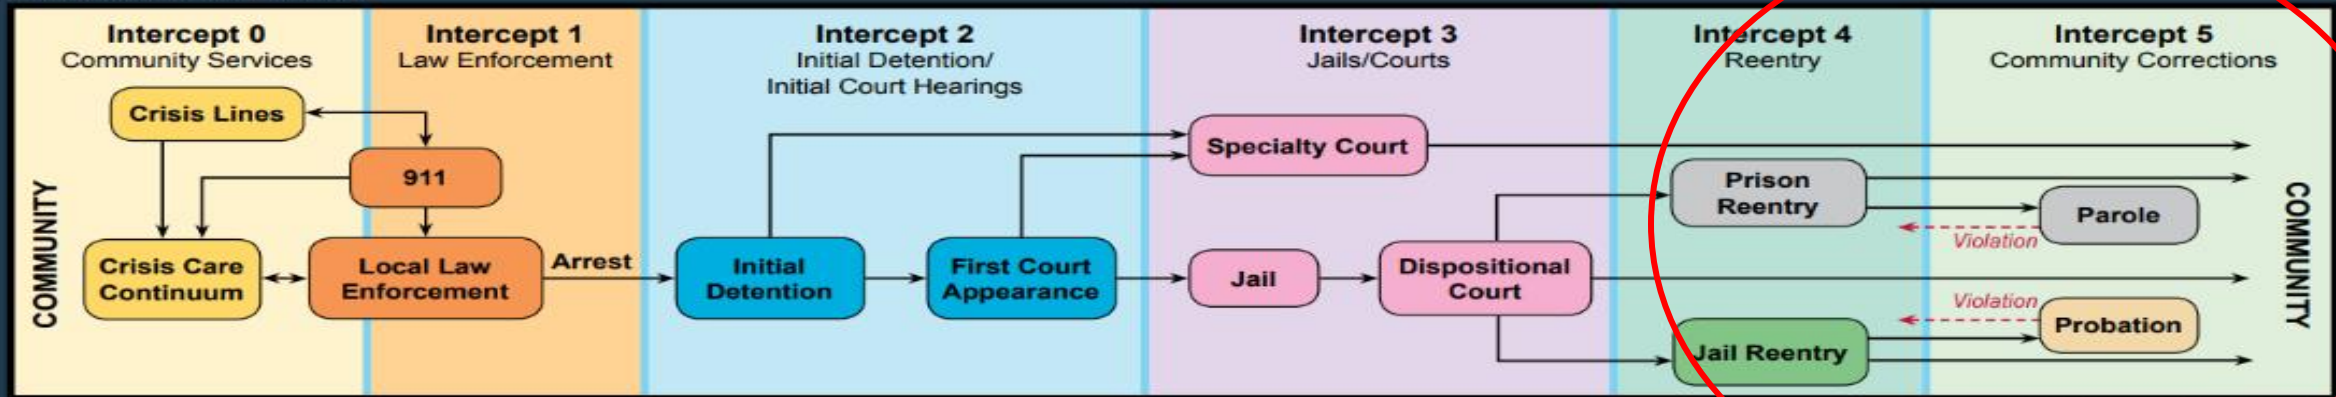 Intercept 0
Community Services
Intercept 1
Law Enforcement
Intercept 2
Initial Detention/
Initial Court Hearings
Intercept 3
Jails/Courts
Intercept 4
Reentry
Intercept 5
Community Corrections
COMMUNITY
Crisis Lines
911
Crisis Care
Continuum
Local Law
Enforcement
Arrest
Initial
Detention
First Court
Appearance
Specialty Court
Jail
Dispositional
Court
Prison
Reentry
Parole
Violation
Violation
Probation
Jail Reentry
COMMUNITY